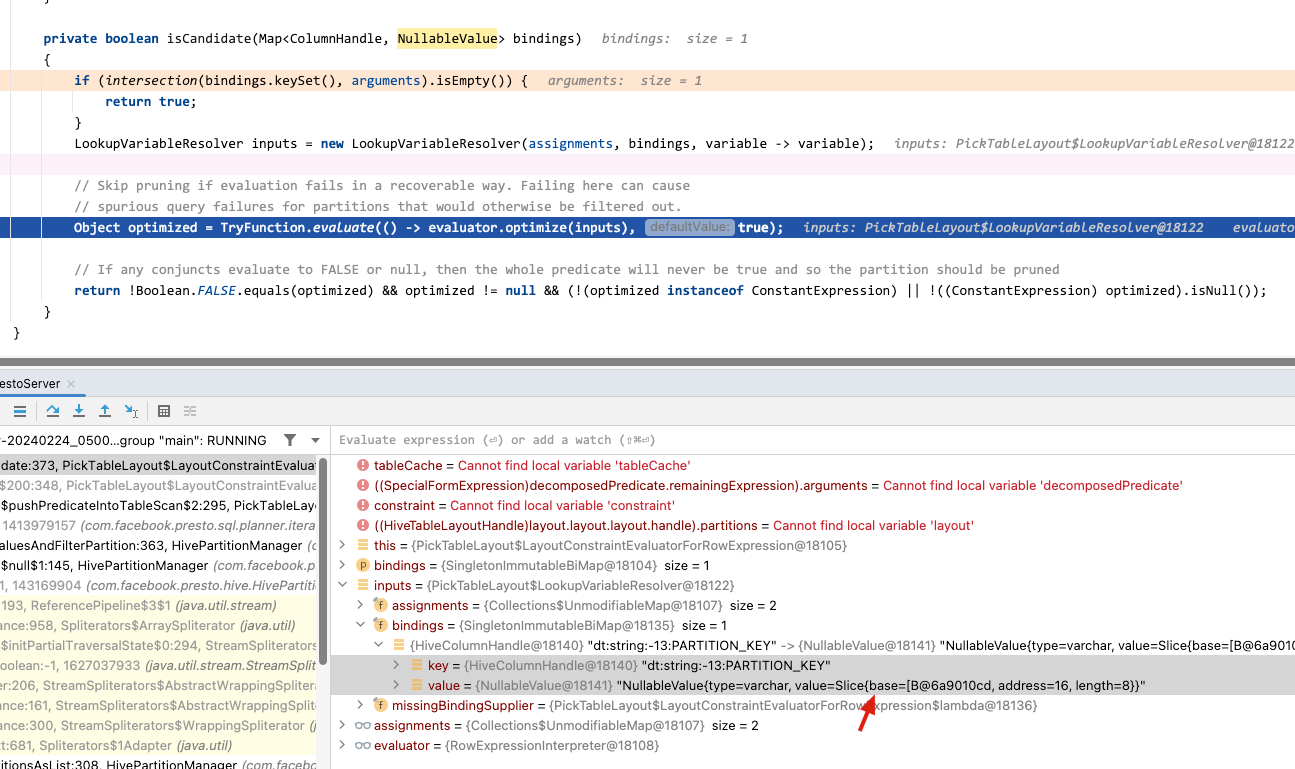 }
private boolean isCandidate(Map<ColumnHandle, NullableValue> bindings) bindings: size = 1
{
if (intersection(bindings.keySet(), arguments).isEmpty()) { arguments: size = 1
return true;
}
LookupVariableResolver inputs = new LookupVariableResolver(assignments, bindings, variable -> variable); inputs: PickTableLayout$LookupVariableResolver@18122
// Skip pruning if evaluation fails in a recoverable way. Failing here can cause
// spurious query failures for partitions that would otherwise be filtered out.
Object optimized = TryFunction.evaluate(() -> evaluator.optimize(inputs), defaultValue: true); inputs: PickTableLayout$LookupVariableResolver@18122 evaluato
// If any conjuncts evaluate to FALSE or null, then the whole predicate will never be true and so the partition should be pruned
return !Boolean.FALSE.equals(optimized) && optimized != null && (!(optimized instanceof ConstantExpression) || !((ConstantExpression) optimized).isNull());
}
}
estoServer
-20240224_0500...group "main": RUNNING
Evaluate expression (⏎) or add a watch (⇧⌘⏎)
date:373, PickTableLayout$LayoutConstraintEvaluat
$200:348, PickTableLayout$LayoutConstraintEvalua
$pushPredicateIntoTableScan$2:295, PickTableLay
1413979157 (com.facebook.presto.sql.planner.itera
aluesAndFilterPartition:363, HivePartitionManager (c
$null$1:145, HivePartitionManager (com.facebook.p
1, 143169904 (com.facebook.presto.hive.HivePartiti
193, ReferencePipeline$3$1 (java.util.stream)
ance:958, Spliterators$ArraySpliterator (java.util)
$initPartialTraversalState$0:294, StreamSpliterators
oolean:-1, 1627037933 (java.util.stream.StreamSplit
er:206, StreamSpliterators$AbstractWrappingSplite
ance:161, StreamSpliterators$AbstractWrappingSplit
ance:300, StreamSpliterators$WrappingSpliterator (j
t:681, Spliterators$1Adapter (java.util)
itionsAsList:308, HivePartitionManager (com.facebo
tableCache = Cannot find local variable 'tableCache'
((SpecialFormExpression)decomposedPredicate.remainingExpression).arguments = Cannot find local variable 'decomposedPredicate'
constraint = Cannot find local variable 'constraint'
((HiveTableLayoutHandle)layout.layout.layout.handle).partitions = Cannot find local variable 'layout'
this = {PickTableLayout$LayoutConstraintEvaluatorForRowExpression@18105}
bindings = {SingletonImmutableBiMap@18104} size = 1
inputs = {PickTableLayout$LookupVariableResolver@18122}
assignments = {Collections$UnmodifiableMap@18107} size = 2
bindings = {SingletonImmutableBiMap@18135} size = 1
{HiveColumnHandle@18140} "dt:string:-13:PARTITION_KEY" -> {NullableValue@18141} "NullableValue{type=varchar, value=Slice{base=[B@6a9010
key = {HiveColumnHandle@18140} "dt:string:-13:PARTITION_KEY"
value = {NullableValue@18141} "NullableValue{type=varchar, value=Slice{base=[B@6a9010cd, address=16, length=8}}"
missingBindingSupplier = {PickTableLayout$LayoutConstraintEvaluatorForRowExpression$lambda@18136}
assignments = {Collections$UnmodifiableMap@18107} size = 2
evaluator = {RowExpressionInterpreter@18108}